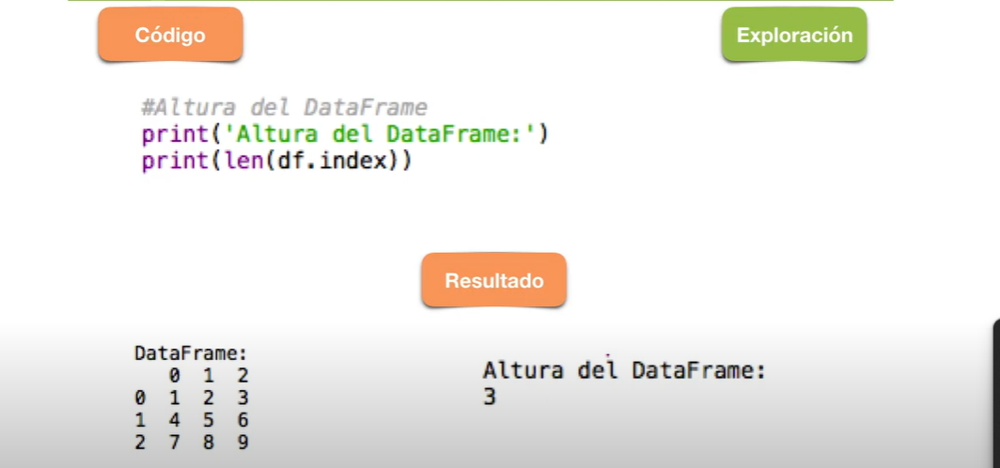 Código
Exploración
#Altura del DataFrame
print('Altura del DataFrame:')
print(len(df.index))
Resultado
DataFrame:
0 1 2
0 1 2 3
1 4 5 6
2 7 8 9
Altura del DataFrame:
3